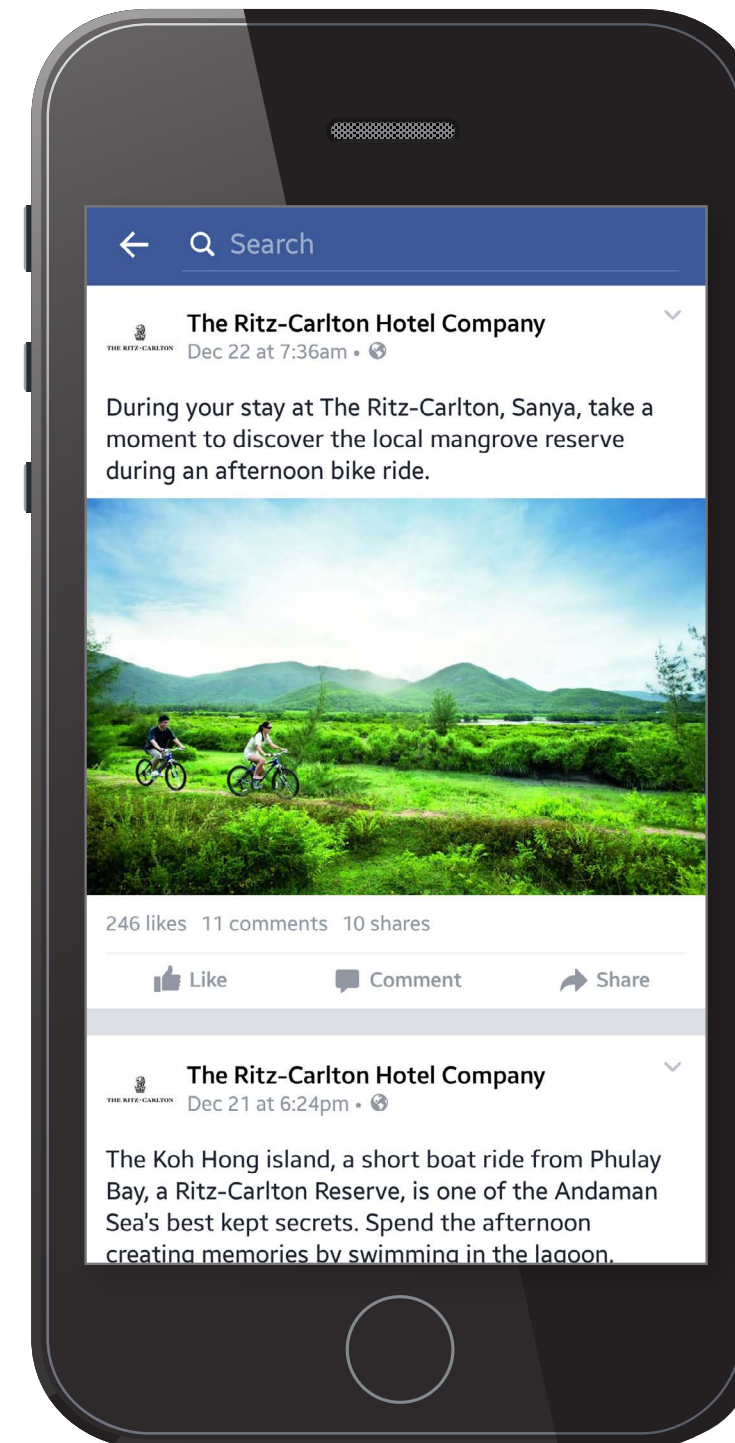 Search
The Ritz-Carlton Hotel Company
THE RITZ-CARLTON
Dec 22 at 7:36am •
During your stay at The Ritz-Carlton, Sanya, take a
moment to discover the local mangrove reserve
during an afternoon bike ride.
246 likes 11 comments 10 shares
Like Comment Share
The Ritz-Carlton Hotel Company
THE RITZ-CARLTON
Dec 21 at 6:24pm •
The Koh Hong island, a short boat ride from Phulay
Bay, a Ritz-Carlton Reserve, is one of the Andaman
Sea's best kept secrets. Spend the afternoon
creating memories by swimming in the lagoon,